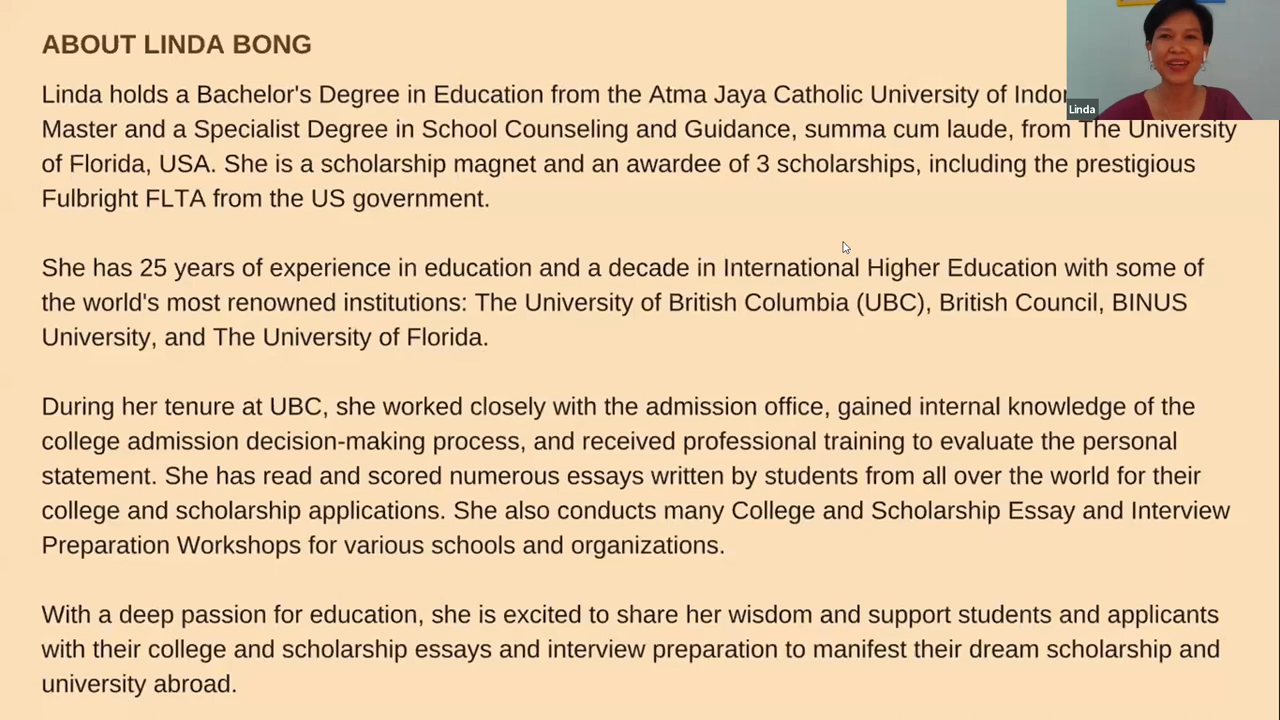 ABOUT LINDA BONG
Linda
Linda holds a Bachelor's Degree in Education from the Atma Jaya Catholic University of
Master and a Specialist Degree in School Counseling and Guidance, summa cum laude, from The University
of Florida, USA. She is a scholarship magnet and an awardee of 3 scholarships, including the prestigious
Fulbright FLTA from the US government.
She has 25 years of experience in education and a decade in International Higher Education with some of
the world's most renowned institutions: The University of British Columbia (UBC), British Council, BINUS
University, and The University of Florida.
During her tenure at UBC, she worked closely with the admission office, gained internal knowledge of the
college admission decision-making process, and received professional training to evaluate the personal
statement. She has read and scored numerous essays written by students from all over the world for their
college and scholarship applications. She also conducts many College and Scholarship Essay and Interview
Preparation Workshops for various schools and organizations.
With a deep passion for education, she is excited to share her wisdom and support students and applicants
with their college and scholarship essays and interview preparation to manifest their dream scholarship and
university abroad.